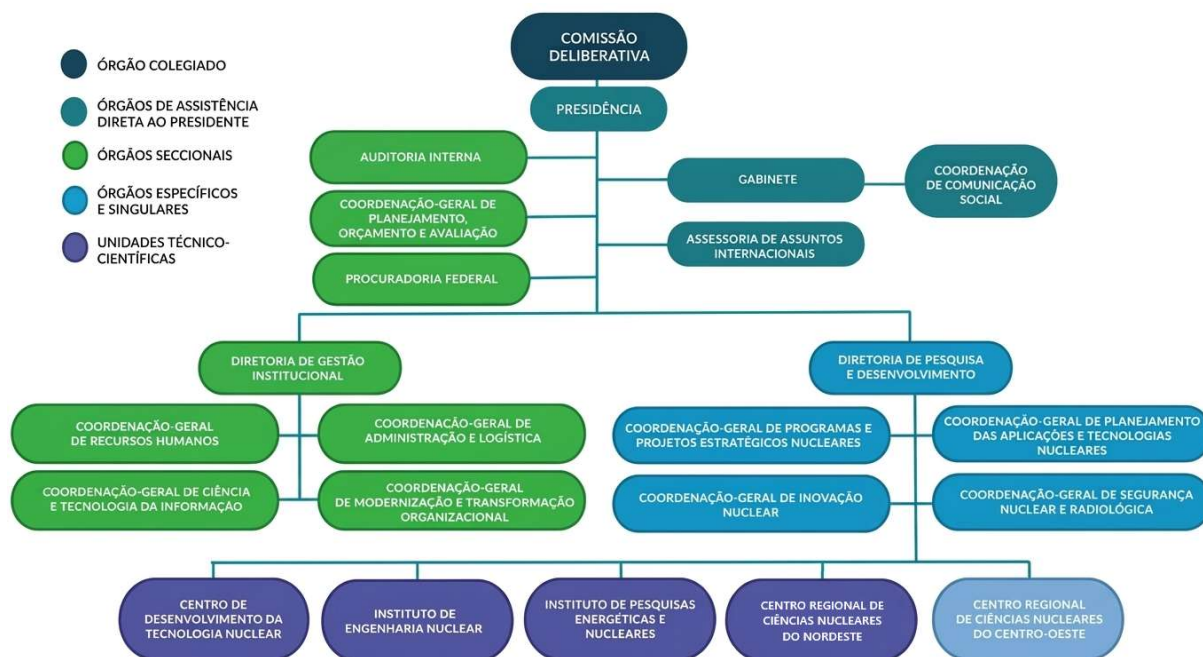 COMISSÃO
DELIBERATIVA
ÓRGÃO COLEGIADO
ÓRGÃOS DE ASSISTÊNCIA
DIRETA AO PRESIDENTE
ÓRGÃOS SECCIONAIS
ÓRGÃOS ESPECÍFICOS
E SINGULARES
UNIDADES TÉCNICO-
CIENTÍFICAS
PRESIDÊNCIA
AUDITORIA INTERNA
GABINETE
COORDENAÇÃO
DE COMUNICAÇÃO
SOCIAL
COORDENAÇÃO-GERAL
DE PLANEJAMENTO,
ORÇAMENTO E AVALIAÇÃO
ASSESSORIA DE ASSUNTOS
INTERNACIONAIS
PROCURADORIA FEDERAL
DIRETORIA DE GESTÃO
INSTITUCIONAL
DIRETORIA DE PESQUISA
E DESENVOLVIMENTO
COORDENAÇÃO-GERAL
DE RECURSOS HUMANOS
COORDENAÇÃO-GERAL DE
ADMINISTRAÇÃO E LOGÍSTICA
COORDENAÇÃO-GERAL DE PROGRAMAS E
PROJETOS ESTRATÉGICOS NUCLEARES
COORDENAÇÃO-GERAL DE PLANEJAMENTO
DAS APLICAÇÕES E TECNOLOGIAS
NUCLEARES
COORDENAÇÃO-GERAL DE CIÊNCIA
E TECNOLOGIA DA INFORMAÇÃO
COORDENAÇÃO-GERAL
DE MODERNIZAÇÃO E TRANSFORMAÇÃO
ORGANIZACIONAL
COORDENAÇÃO-GERAL DE INOVAÇÃO
NUCLEAR
COORDENAÇÃO-GERAL DE SEGURANÇA
NUCLEAR E RADIOLÓGICA
CENTRO DE
DESENVOLVIMENTO DA
TECNOLOGIA NUCLEAR
INSTITUTO DE
ENGENHARIA NUCLEAR
INSTITUTO DE PESQUISAS
ENERGÉTICAS E
NUCLEARES
CENTRO REGIONAL DE
CIÊNCIAS NUCLEARES
DO NORDESTE
CENTRO REGIONAL
DE CIÊNCIAS NUCLEARES
DO CENTRO-OESTE